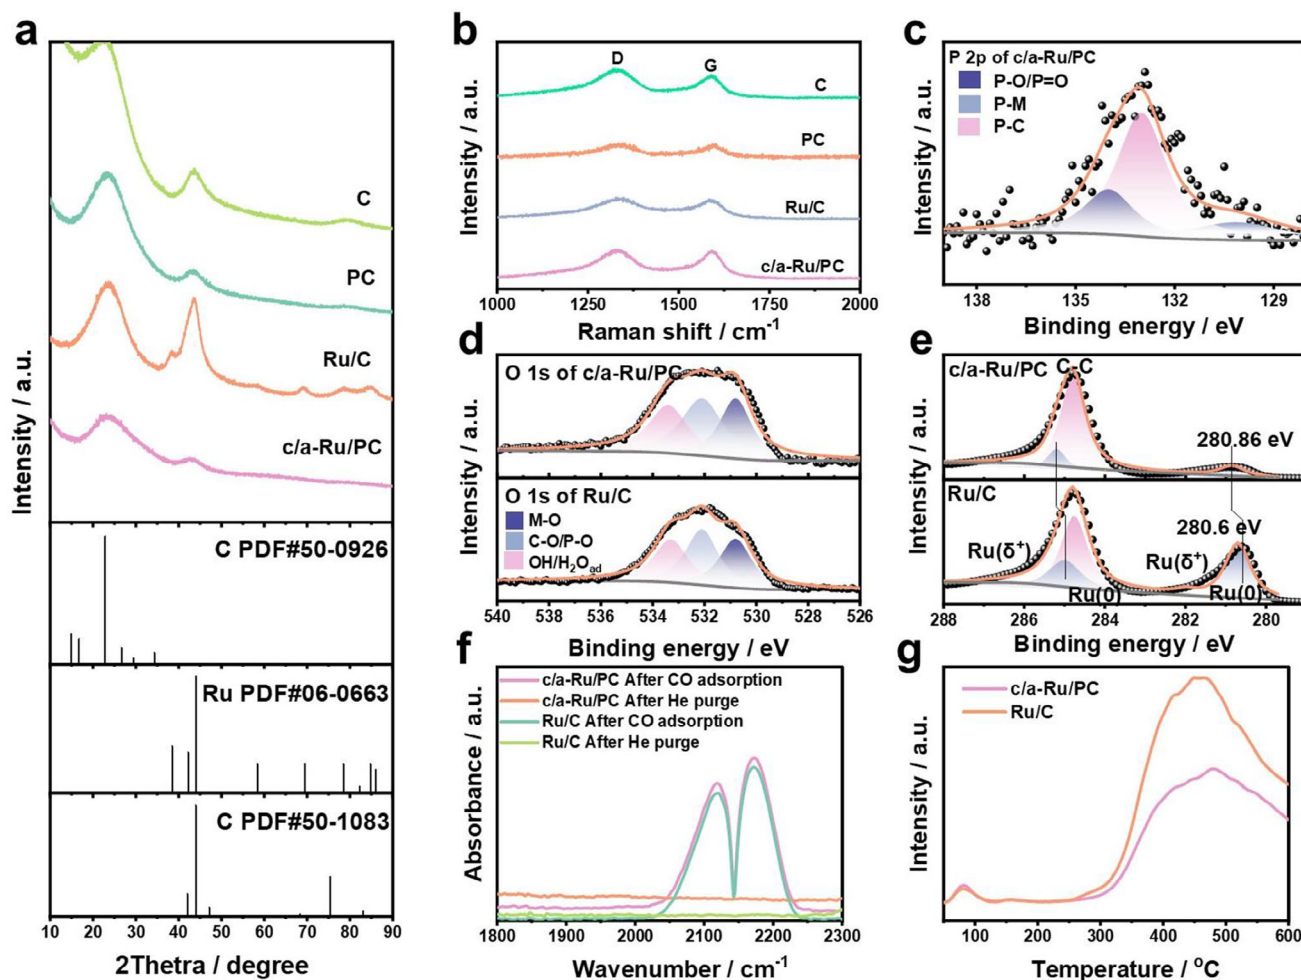 a
C
PC
Ru/C
c/a-Ru/PC
C PDF#50-0926
Ru PDF#06-0663
C PDF#50-1083
Intensity / a.u.
10 20 30 40 50 60 70 80 90
2Thetra / degree
b
D G
C
PC
Ru/C
c/a-Ru/PC
Intensity / a.u.
1000 1250 1500 1750 2000
Raman shift / cm-1
c
P 2p of c/a-Ru/PC
P-O/P=O
P-M
P-C
Intensity / a.u.
138 135 132 129
Binding energy / eV
d
O 1s of c/a-Ru/PC
O 1s of Ru/C
M-O
C-O/P-O
OH/H2Oad
Intensity / a.u.
540 538 536 534 532 530 528 526
Binding energy / eV
e
c/a-Ru/PC C-C
280.86 eV
Ru/C
280.6 eV
Ru(δ+) Ru(δ+)
Ru(0) Ru(0)
Intensity / a.u.
288 286 284 282 280
Binding energy / eV
f
c/a-Ru/PC After CO adsorption
c/a-Ru/PC After He purge
Ru/C After CO adsorption
Ru/C After He purge
Absorbance / a.u.
1800 1900 2000 2100 2200 2300
Wavenumber / cm-1
g
c/a-Ru/PC
Ru/C
Intensity / a.u.
100 200 300 400 500 600
Temperature / oC